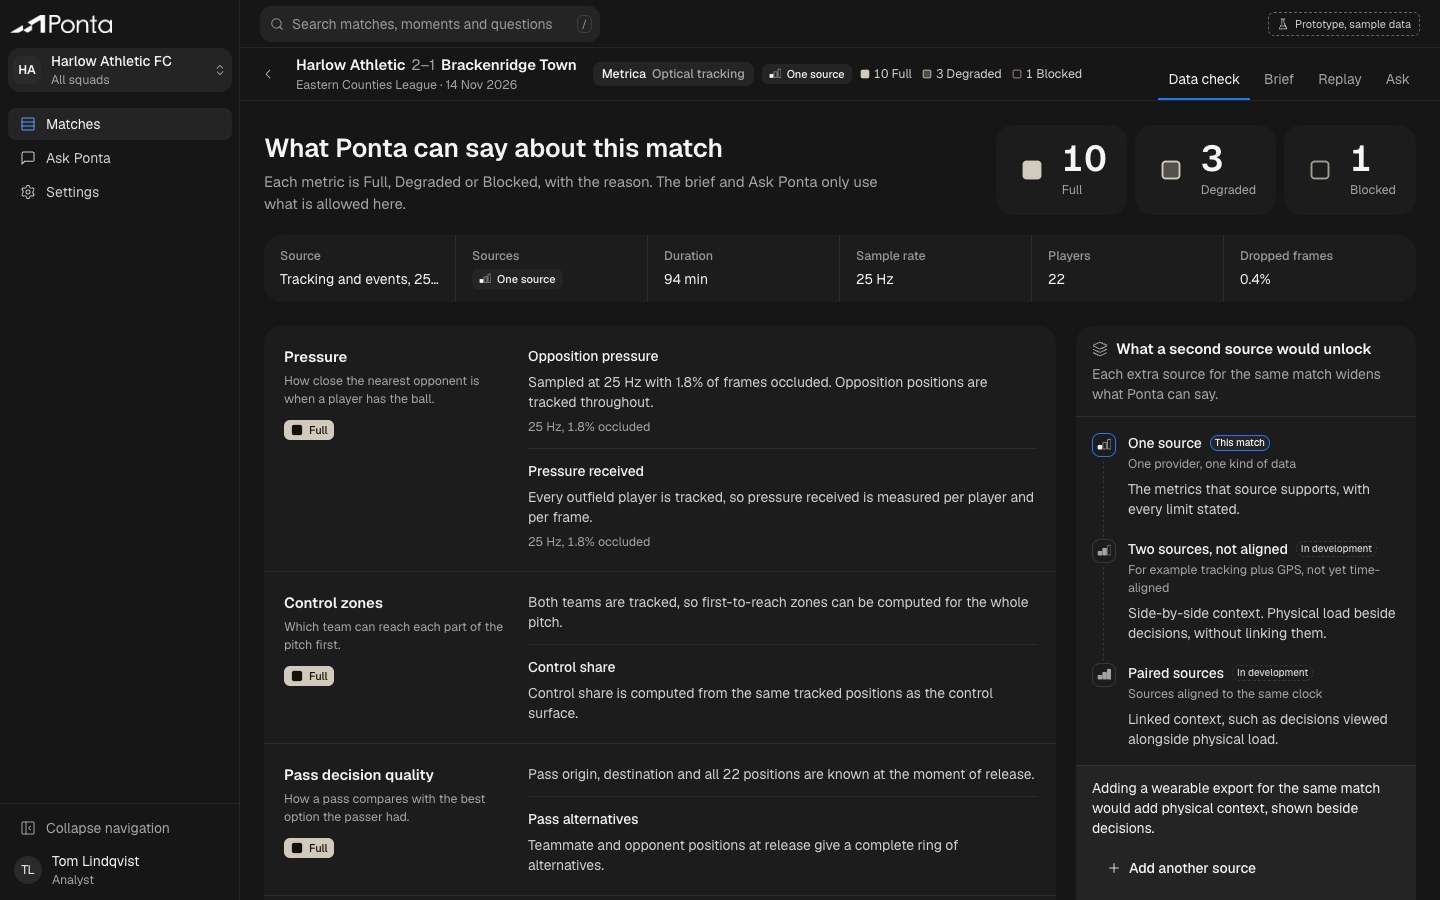 Ponta
Search matches, moments and questions
/
Prototype, sample data
HA
Harlow Athletic FC
All squads
Matches
Ask Ponta
Settings
Collapse navigation
TL
Tom Lindqvist
Analyst
Harlow Athletic 2–1 Brackenridge Town
Eastern Counties League · 14 Nov 2026
Metrica Optical tracking
One source
10 Full
3 Degraded
1 Blocked
Data check
Brief
Replay
Ask
What Ponta can say about this match
Each metric is Full, Degraded or Blocked, with the reason. The brief and Ask Ponta only use
what is allowed here.
10
Full
3
Degraded
1
Blocked
Source
Tracking and events, 25...
Sources
One source
Duration
94 min
Sample rate
25 Hz
Players
22
Dropped frames
0.4%
Pressure
How close the nearest opponent is
when a player has the ball.
Full
Opposition pressure
Sampled at 25 Hz with 1.8% of frames occluded. Opposition positions are
tracked throughout.
25 Hz, 1.8% occluded
Pressure received
Every outfield player is tracked, so pressure received is measured per player and
per frame.
25 Hz, 1.8% occluded
Control zones
Which team can reach each part of the
pitch first.
Full
Both teams are tracked, so first-to-reach zones can be computed for the whole
pitch.
Control share
Control share is computed from the same tracked positions as the control
surface.
Pass decision quality
How a pass compares with the best
option the passer had.
Full
Pass origin, destination and all 22 positions are known at the moment of release.
Pass alternatives
Teammate and opponent positions at release give a complete ring of
alternatives.
What a second source would unlock
Each extra source for the same match widens
what Ponta can say.
One source
This match
One provider, one kind of data
The metrics that source supports, with
every limit stated.
Two sources, not aligned
In development
For example tracking plus GPS, not yet time-
aligned
Side-by-side context. Physical load beside
decisions, without linking them.
Paired sources
In development
Sources aligned to the same clock
Linked context, such as decisions viewed
alongside physical load.
Adding a wearable export for the same match
would add physical context, shown beside
decisions.
Add another source